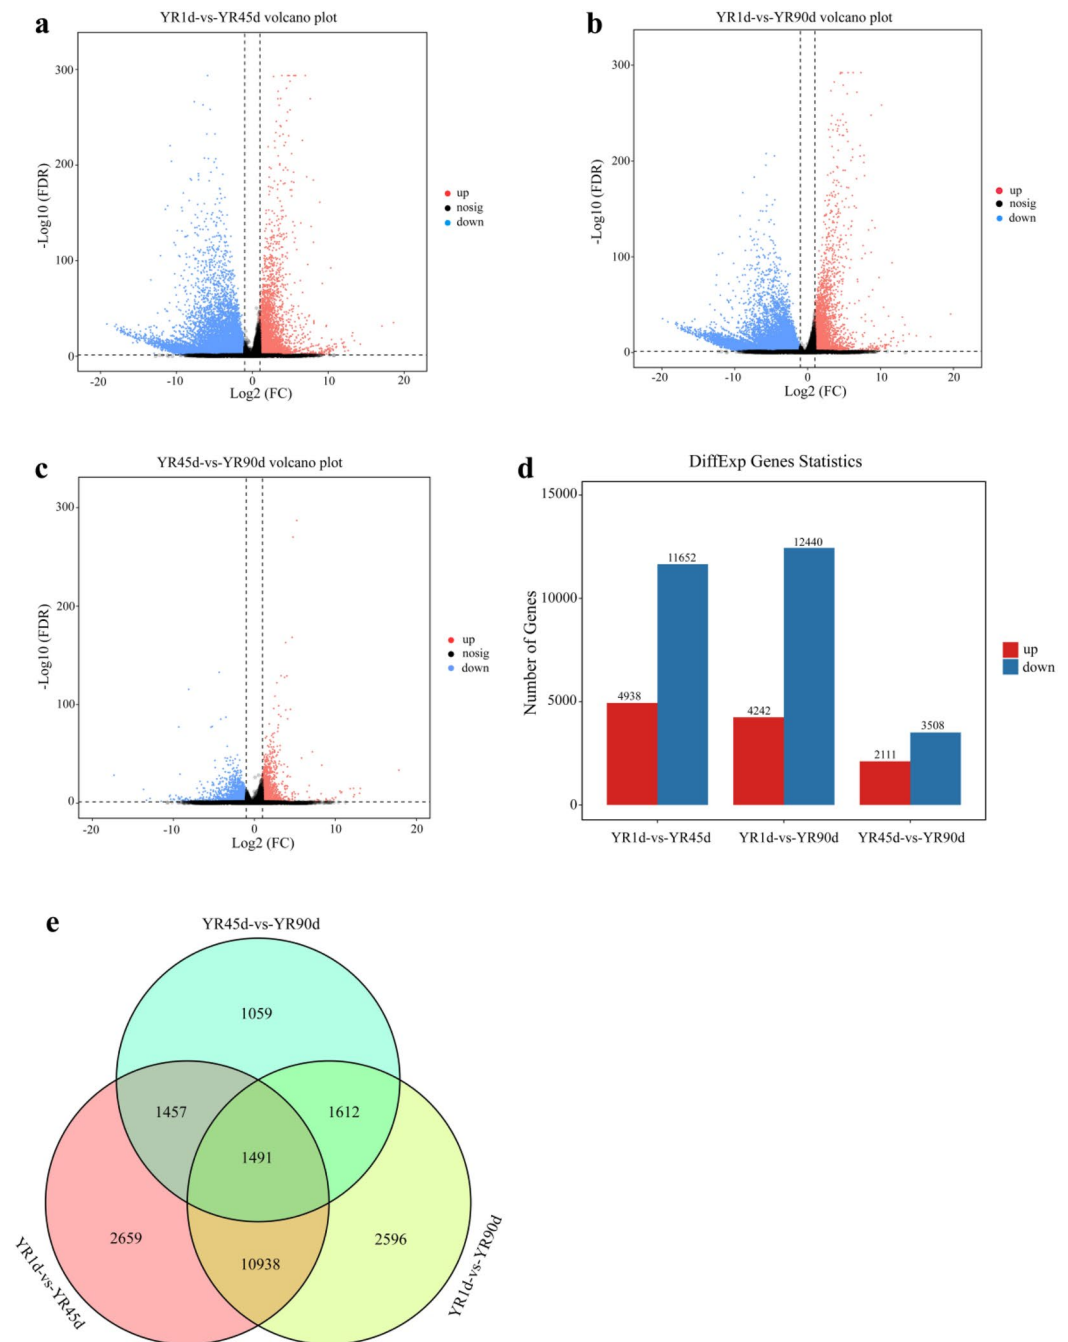 a
YR1d-vs-YR45d volcano plot
300
200
100
0
-Log10 (FDR)
-20 -10 0 10 20
Log2 (FC)
up
nosig
down
b
YR1d-vs-YR90d volcano plot
300
200
100
0
-Log10 (FDR)
-20 -10 0 10 20
Log2 (FC)
up
nosig
down
c
YR45d-vs-YR90d volcano plot
300
200
100
0
-Log10 (FDR)
-20 -10 0 10 20
Log2 (FC)
up
nosig
down
d
DiffExp Genes Statistics
15000
10000
5000
0
Number of Genes
4938 11652
4242 12440
2111 3508
YR1d-vs-YR45d YR1d-vs-YR90d YR45d-vs-YR90d
up
down
e
YR45d-vs-YR90d
1059
1457 1612
1491
2659 2596
10938
YR1d-vs-YR45d
YR1d-vs-YR90d